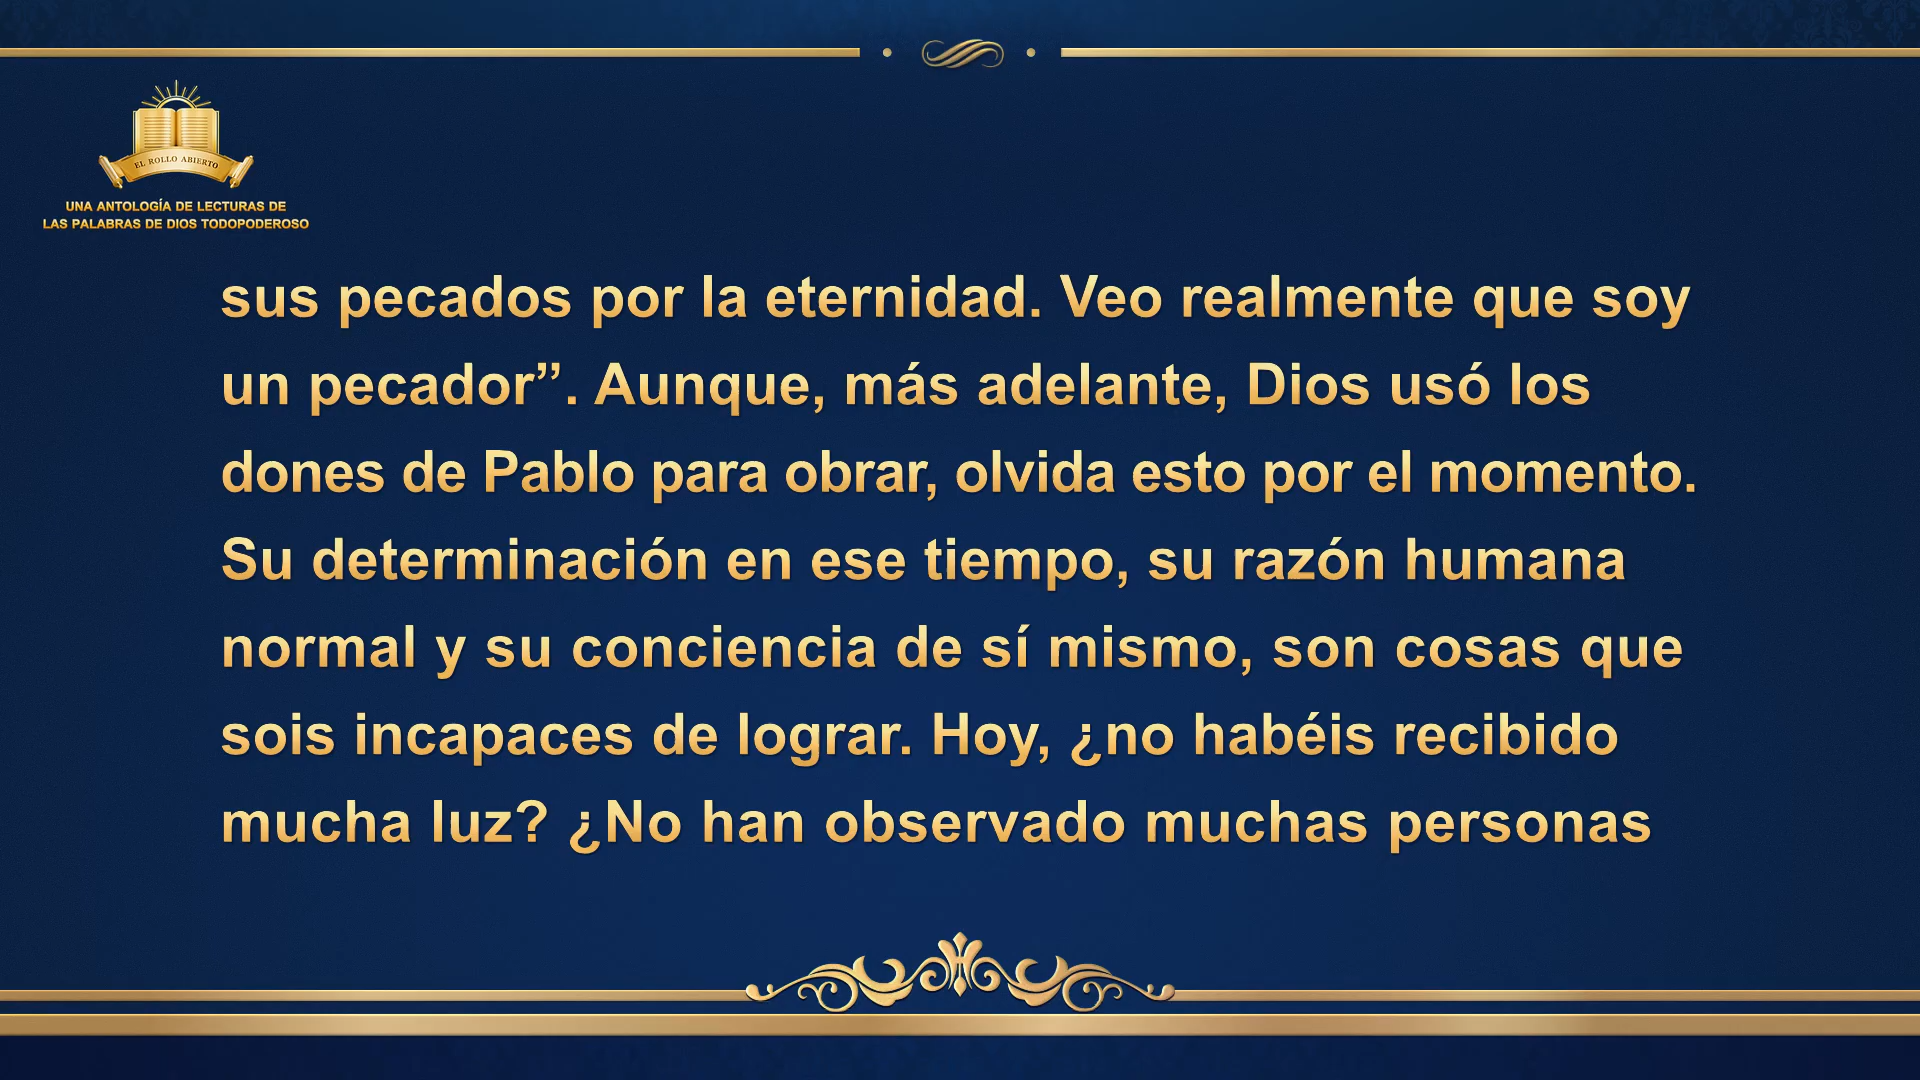 EL ROLLO ABIERTO
UNA ANTOLOGÍA DE LECTURAS DE
LAS PALABRAS DE DIOS TODOPODEROSO
sus pecados por la eternidad. Veo realmente que soy
un pecador”. Aunque, más adelante, Dios usó los
dones de Pablo para obrar, olvida esto por el momento.
Su determinación en ese tiempo, su razón humana
normal y su conciencia de sí mismo, son cosas que
sois incapaces de lograr. Hoy, ¿no habéis recibido
mucha luz? ¿No han observado muchas personas